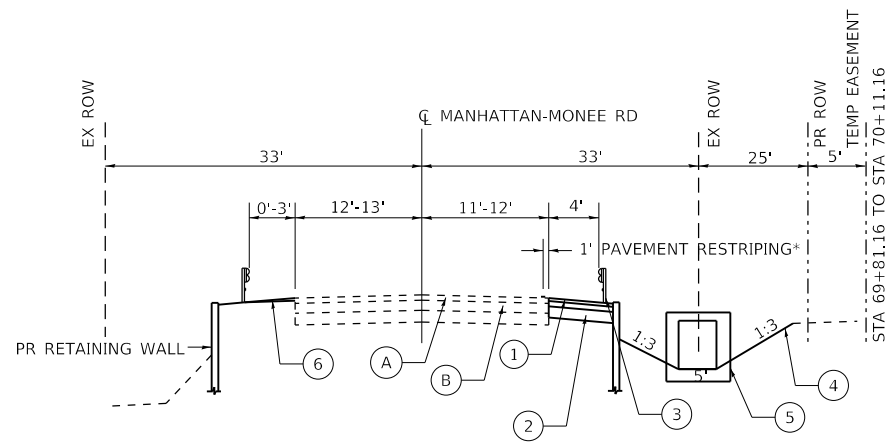 EX ROW
℄ MANHATTAN-MONEE RD
EX ROW
PR ROW
TEMP EASEMENT
STA 69+81.16 TO STA 70+11.16
33'
33'
25'
5'
0'-3'
12'-13'
11'-12'
4'
1' PAVEMENT RESTRIPING*
PR RETAINING WALL
1:3
1:3
5'
6
A
B
1
2
3
5
4